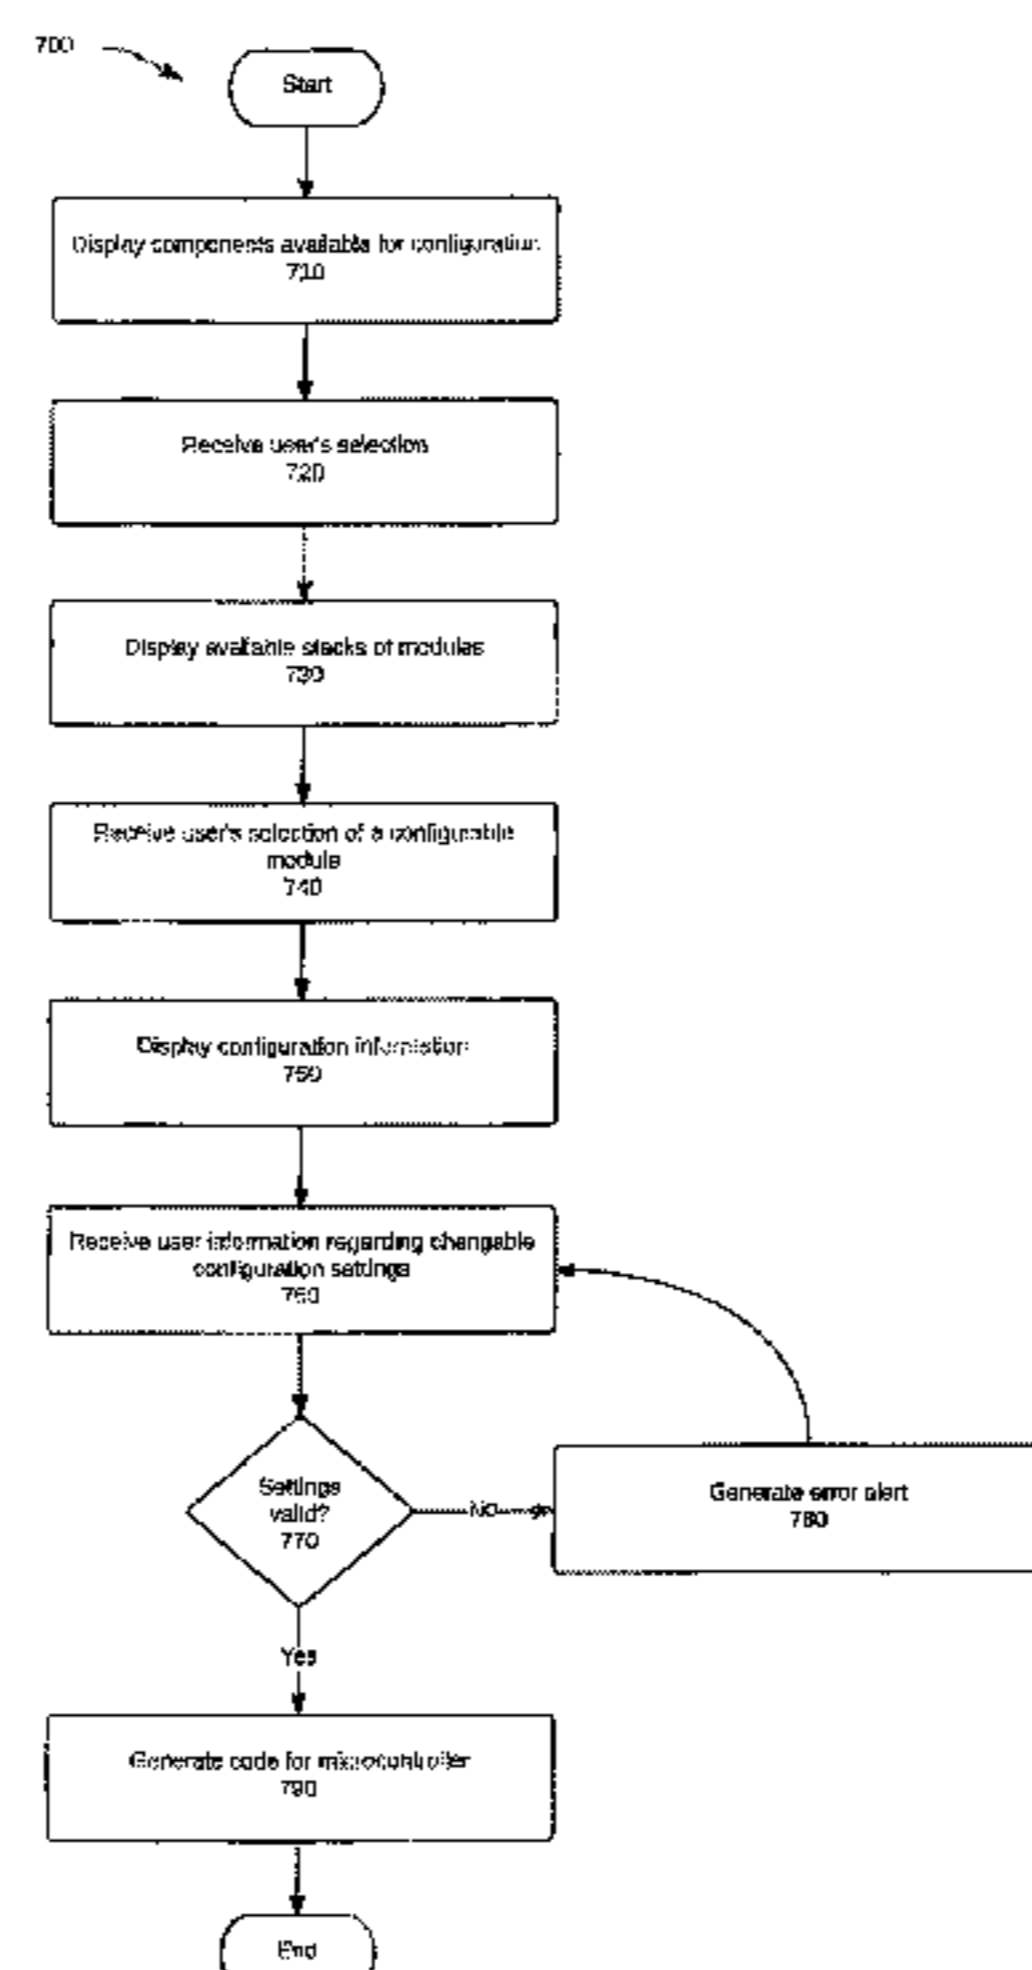 700
Start
Display components available for configuration
710
Receive user's selection
720
Display available stacks of modules
730
Receive user's selection of a configurable
module
740
Display configuration information
750
Receive user information regarding changable
configuration settings
760
Settings
valid?
770
No
Generate error alert
780
Yes
Generate code for microcontroller
790
End